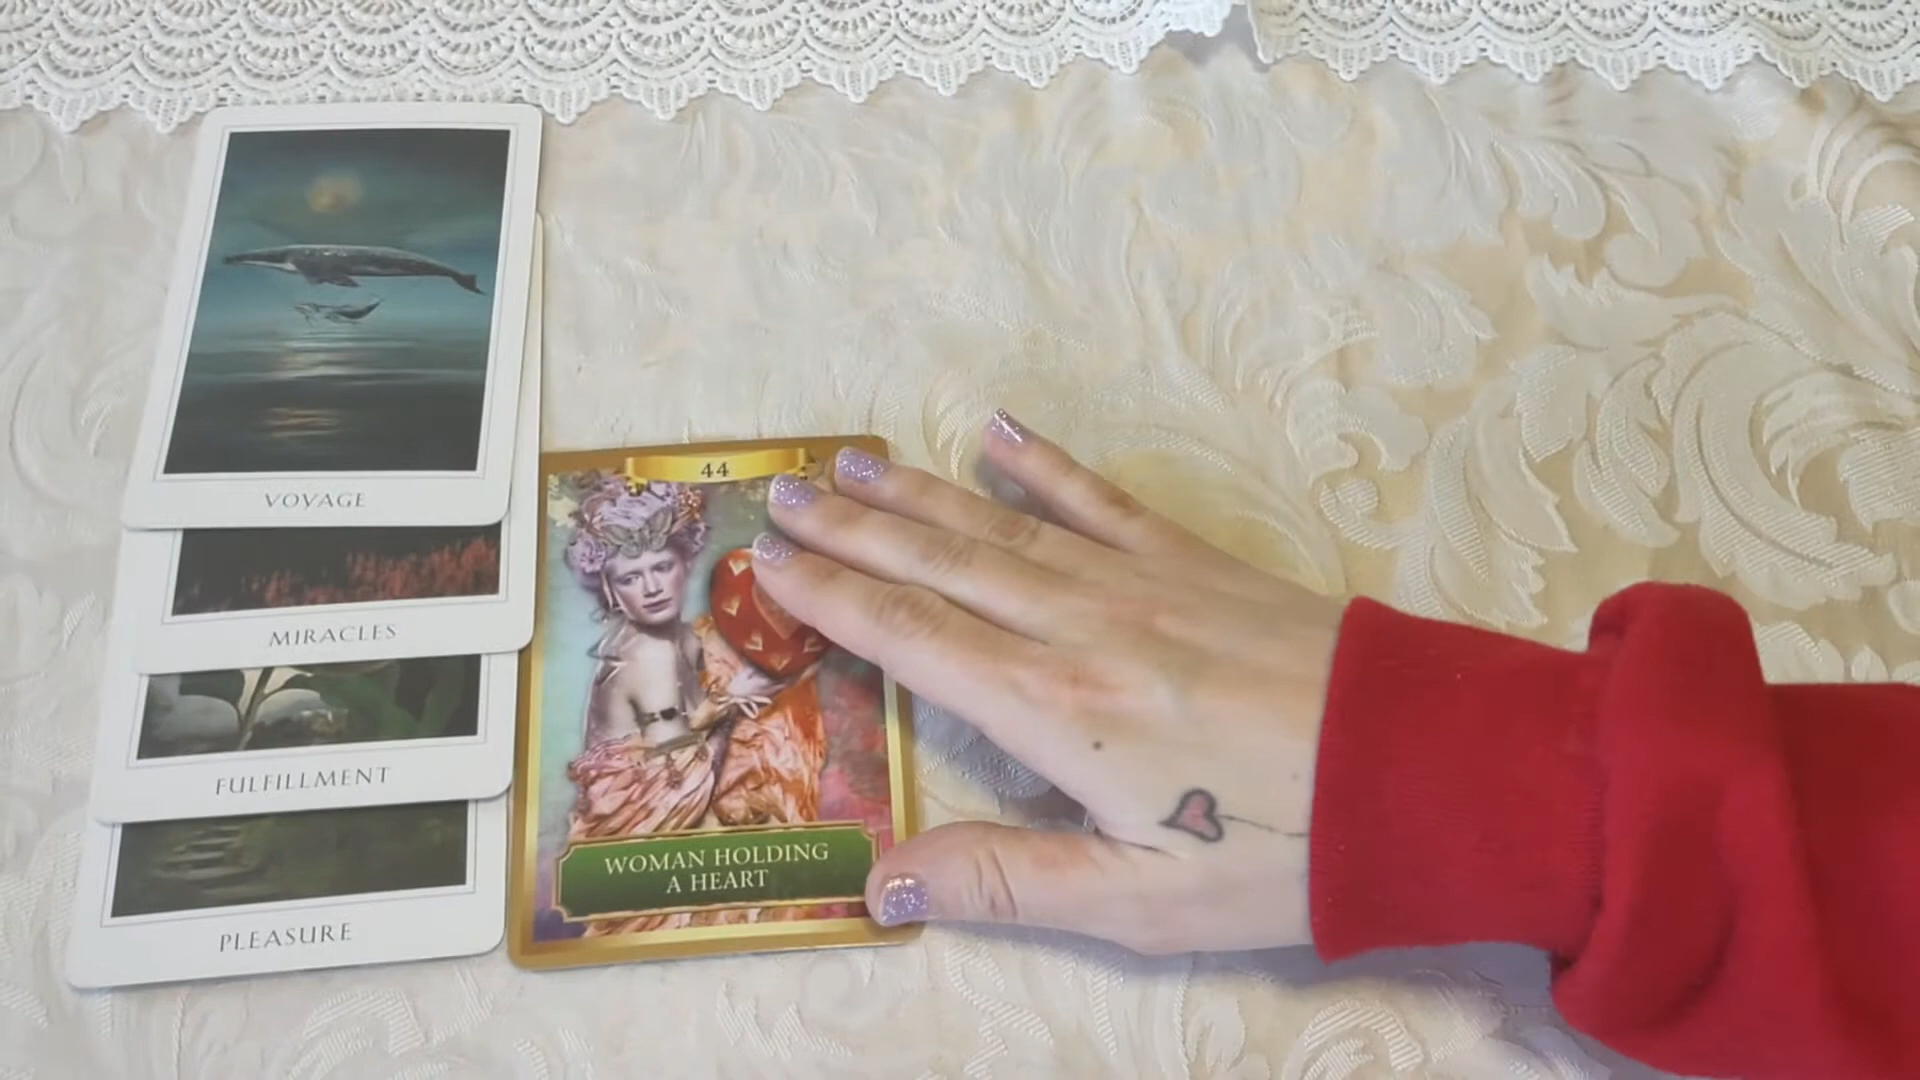 VOYAGE
MIRACLES
FULFILLMENT
PLEASURE
44
WOMAN HOLDING
A HEART